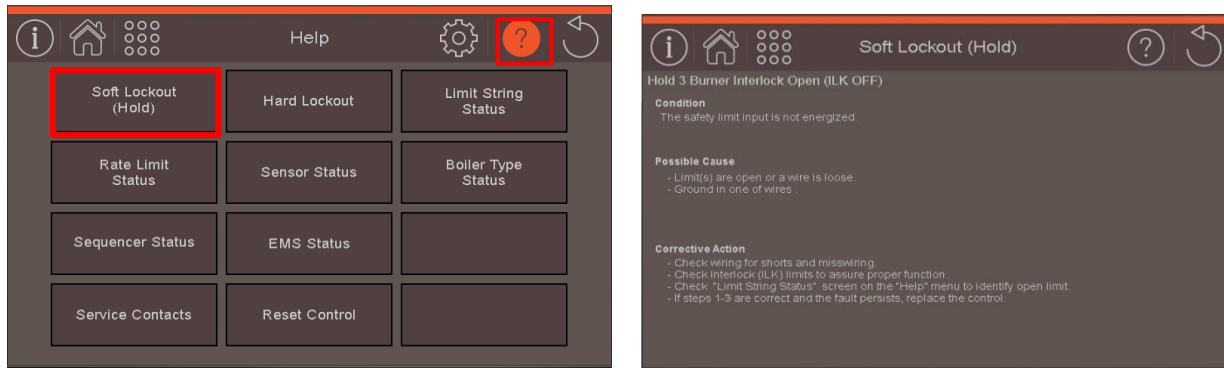 Help
?
Soft Lockout
(Hold)
Hard Lockout
Limit String
Status
Rate Limit
Status
Sensor Status
Boiler Type
Status
Sequencer Status
EMS Status
Service Contacts
Reset Control
Soft Lockout (Hold)
?
Hold 3 Burner Interlock Open (ILK OFF)
Condition
The safety limit input is not energized.
Possible Cause
- Limit(s) are open or a wire is loose.
- Ground in one of wires .
Corrective Action
- Check wiring for shorts and misswiring.
- Check Interlock (ILK) limits to assure proper function.
- Check "Limit String Status" screen on the "Help" menu to identify open limit.
- If steps 1-3 are correct and the fault persists, replace the control.